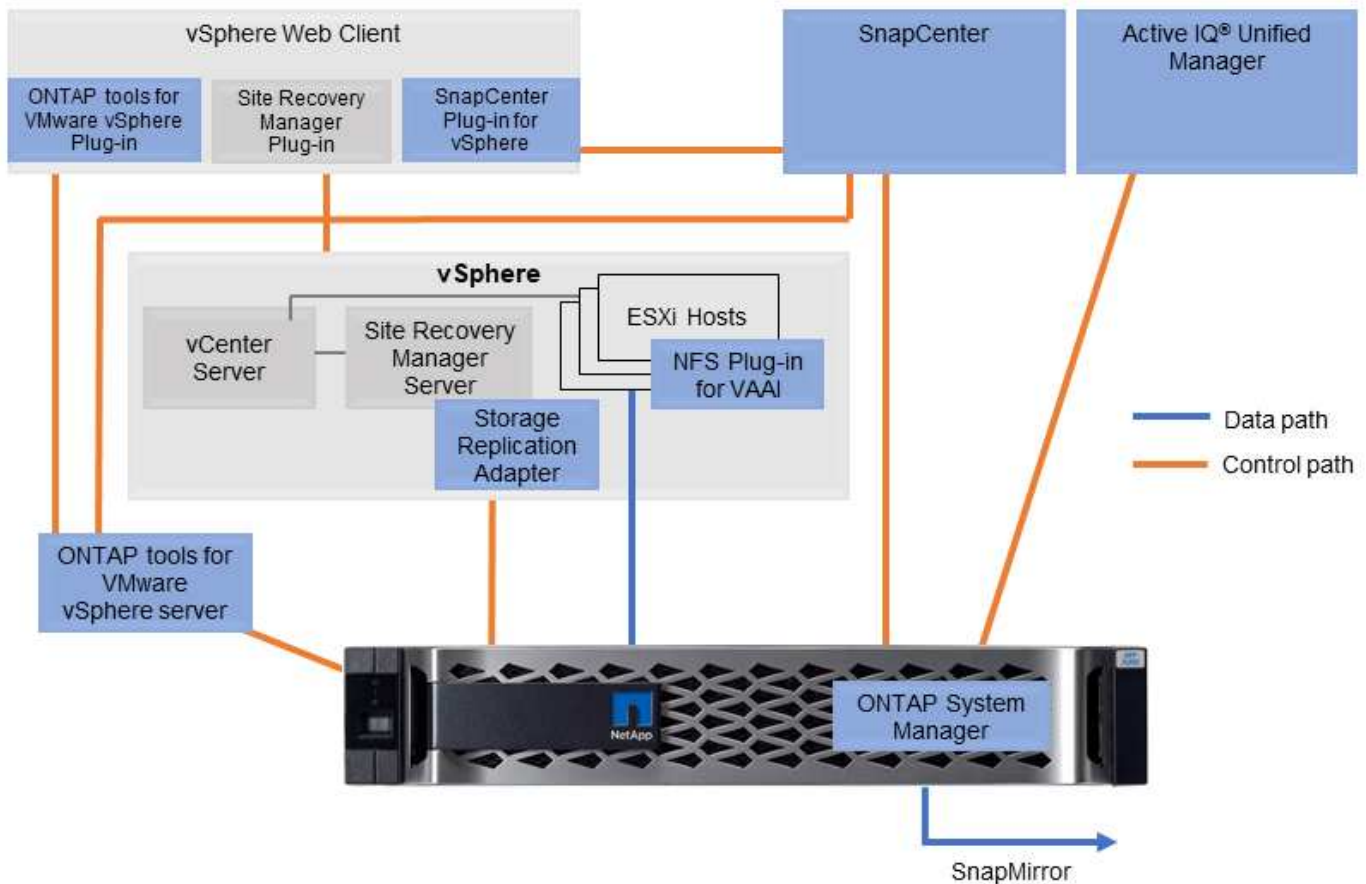 vSphere Web Client
ONTAP tools for
VMware vSphere
Plug-in
Site Recovery
Manager
Plug-in
SnapCenter
Plug-in for
vSphere
SnapCenter
Active IQ® Unified
Manager
vSphere
vCenter
Server
Site Recovery
Manager
Server
ESXi Hosts
NFS Plug-in
for VAAI
Storage
Replication
Adapter
Data path
Control path
ONTAP tools for
VMware
vSphere server
NetApp
ONTAP System
Manager
SnapMirror